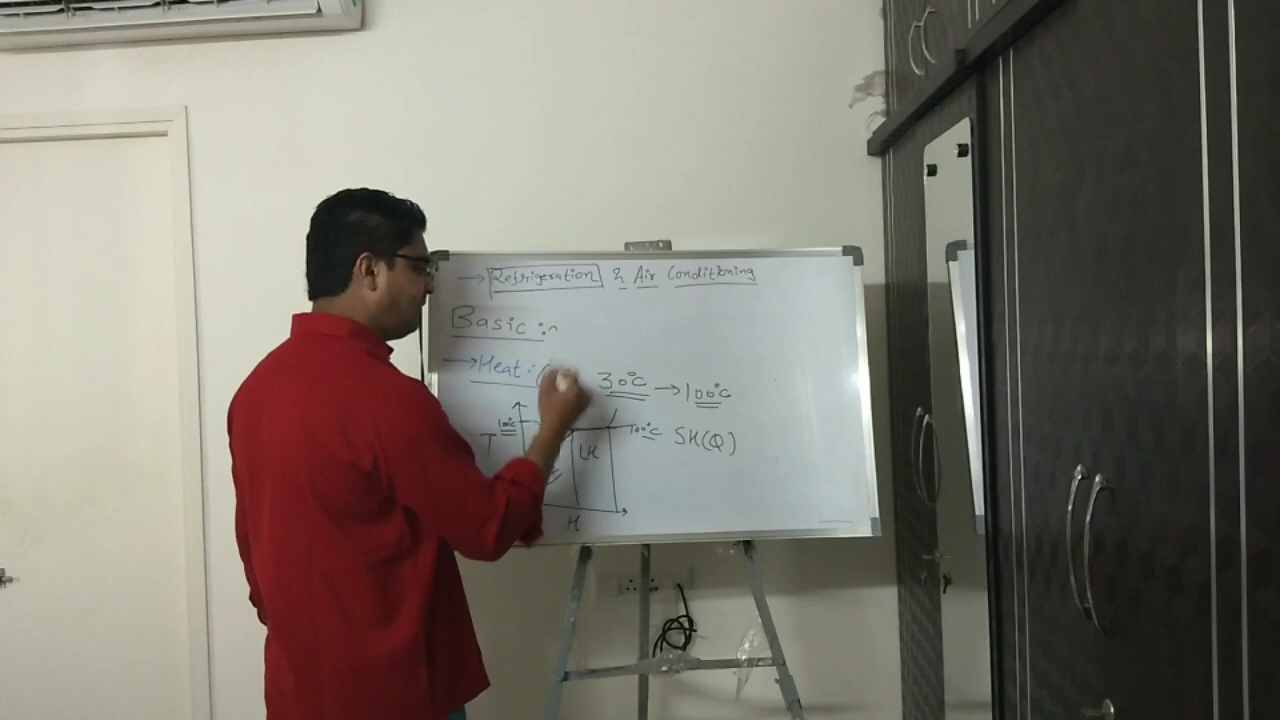 → Refrigeration & Air Conditioning
Basic :~
→ Heat :- (
30°C → 100°C
100°C
100°C SH(Q)
T
LH
H